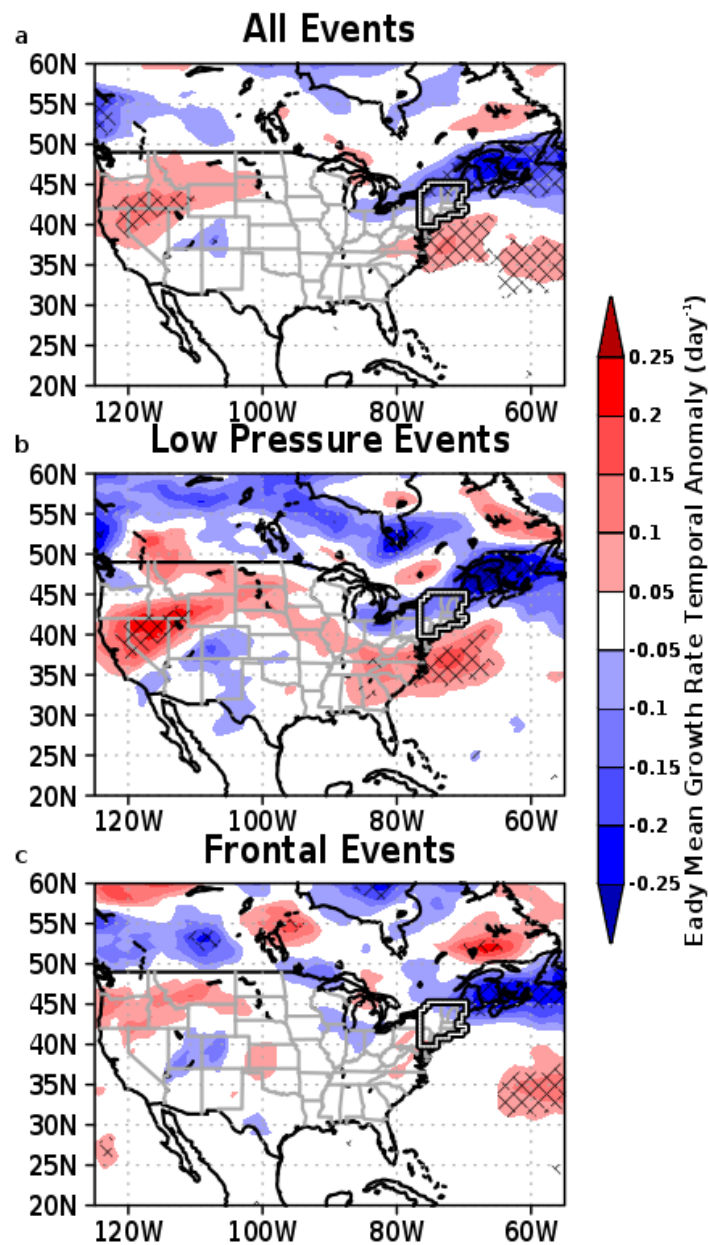 a
All Events
60N
55N
50N
45N
40N
35N
30N
25N
20N
120W 100W 80W 60W
b
Low Pressure Events
60N
55N
50N
45N
40N
35N
30N
25N
20N
120W 100W 80W 60W
c
Frontal Events
60N
55N
50N
45N
40N
35N
30N
25N
20N
120W 100W 80W 60W
0.25
0.2
0.15
0.1
0.05
-0.05
-0.1
-0.15
-0.2
-0.25
Eady Mean Growth Rate Temporal Anomaly (day⁻¹)